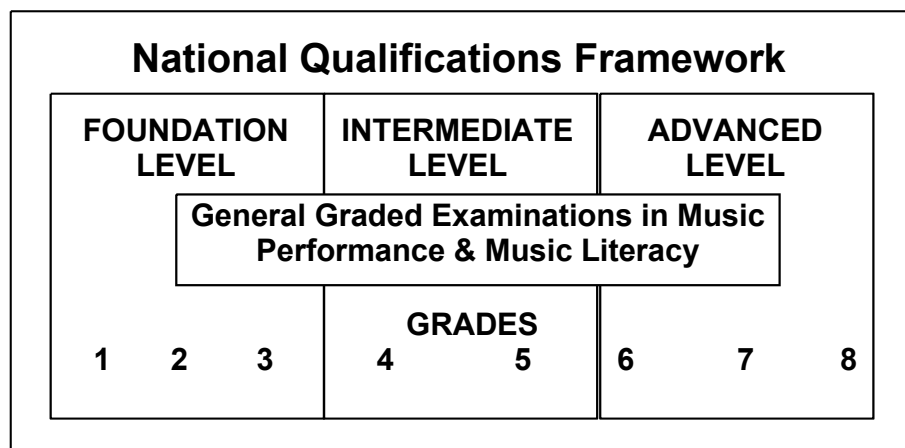 National Qualifications Framework
FOUNDATION LEVEL
INTERMEDIATE LEVEL
ADVANCED LEVEL
General Graded Examinations in Music
Performance & Music Literacy
GRADES
1 2 3 4 5 6 7 8